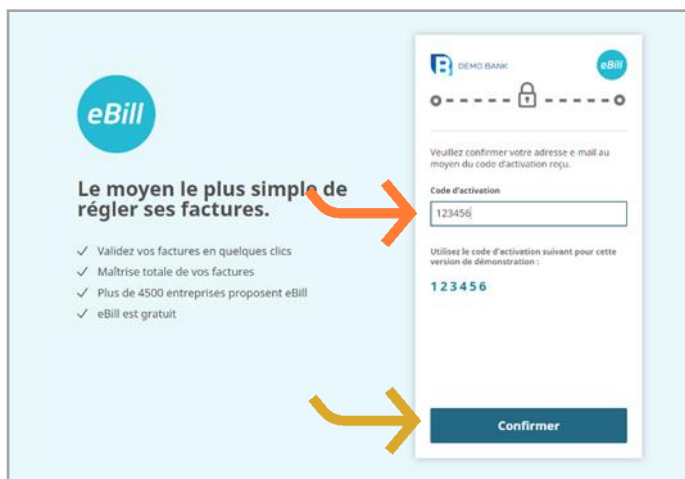 eBill
Le moyen le plus simple de
régler ses factures.
Validez vos factures en quelques clics
Maîtrise totale de vos factures
Plus de 4500 entreprises proposent eBill
eBill est gratuit
B DEMO BANK
eBill
Veuillez confirmer votre adresse e-mail au
moyen du code d'activation reçu.
Code d'activation
123456
Utilisez le code d'activation suivant pour cette
version de démonstration :
123456
Confirmer